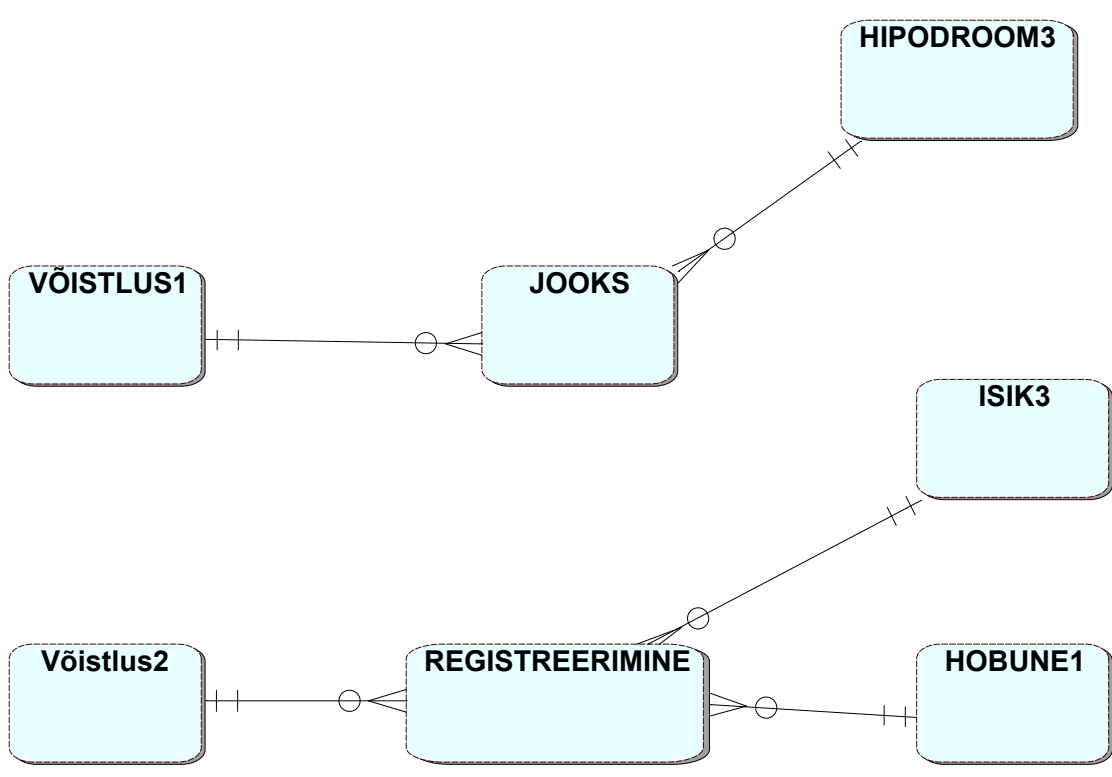 HIPODROOM3
VÕISTLUS1
JOOKS
ISIK3
Võistlus2
REGISTREERIMINE
HOBUNE1